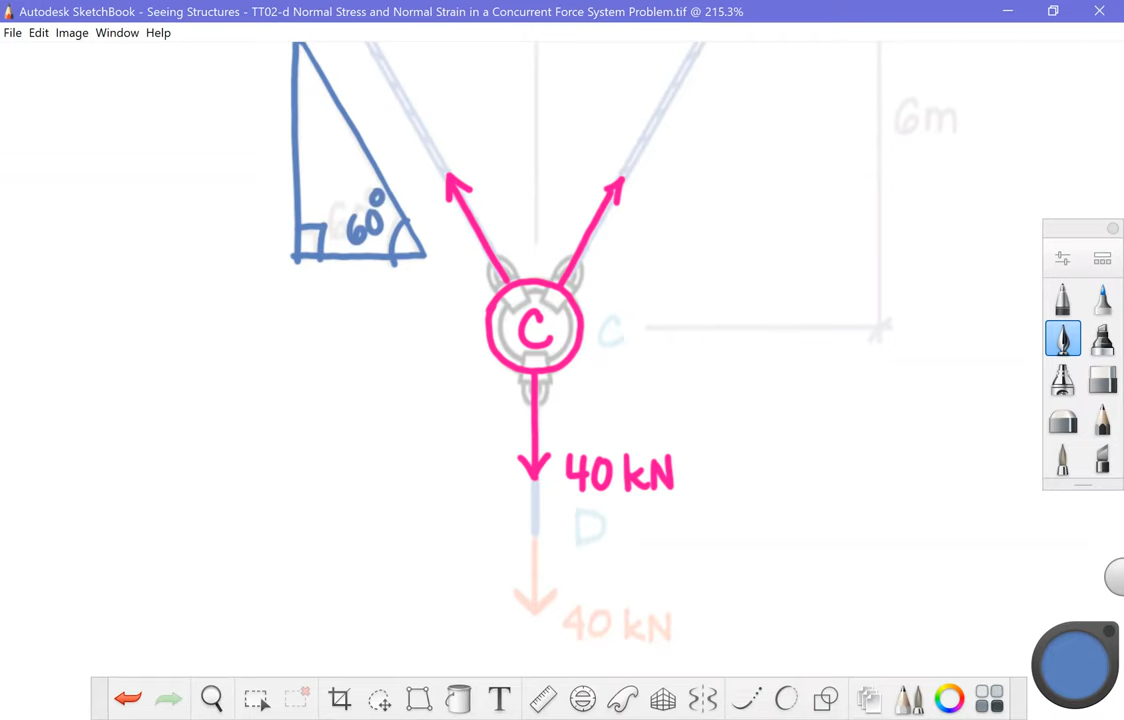 Autodesk SketchBook - Seeing Structures - TT02-d Normal Stress and Normal Strain in a Concurrent Force System Problem.tif @ 215.3%
File Edit Image Window Help
6m
60°
C
C
40 kN
D
40 kN
T